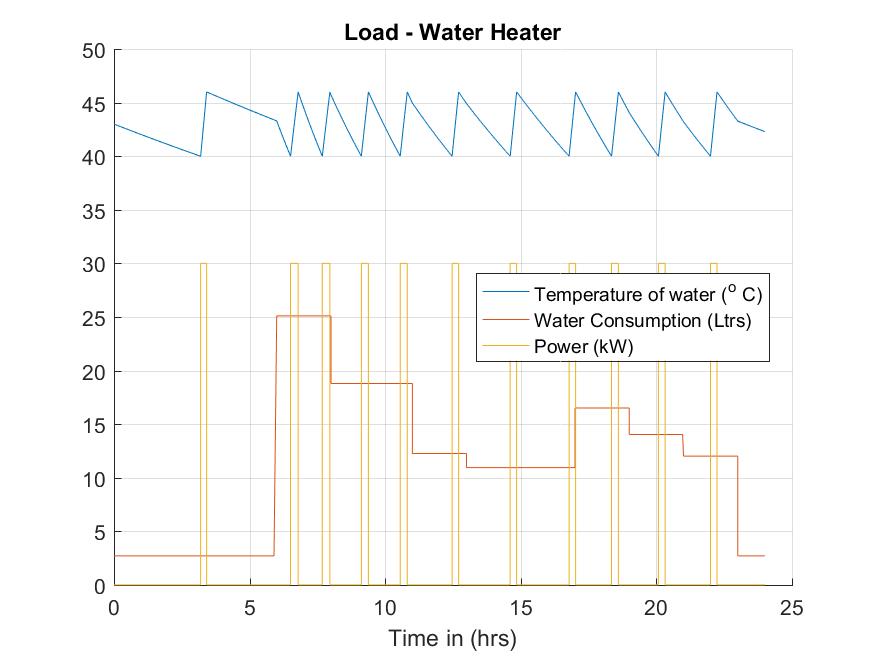 Load - Water Heater
50
45
40
35
30
25
20
15
10
5
0
Temperature of water (o C)
Water Consumption (Ltrs)
Power (kW)
0 5 10 15 20 25
Time in (hrs)